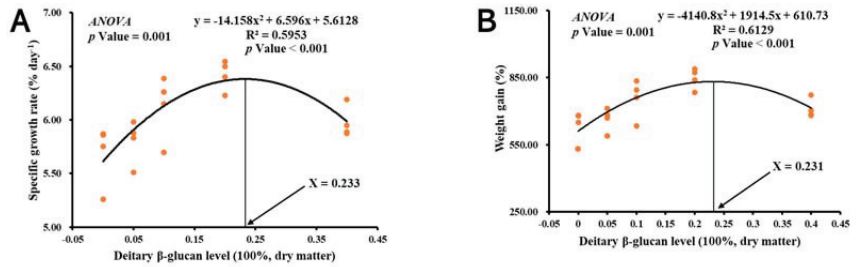 A
ANOVA
p Value = 0.001
y = -14.158x² + 6.596x + 5.6128
R² = 0.5953
p Value < 0.001
Specific growth rate (% day⁻¹)
7.00
6.50
6.00
5.50
5.00
X = 0.233
-0.05 0.05 0.15 0.25 0.35 0.45
Deitary β-glucan level (100%, dry matter)
B
ANOVA
p Value = 0.001
y = -4140.8x² + 1914.5x + 610.73
R² = 0.6129
p Value < 0.001
Weight gain (%)
1150.00
850.00
550.00
250.00
X = 0.231
-0.05 0 0.05 0.1 0.15 0.2 0.25 0.3 0.35 0.4 0.45
Deitary β-glucan level (100%, dry matter)